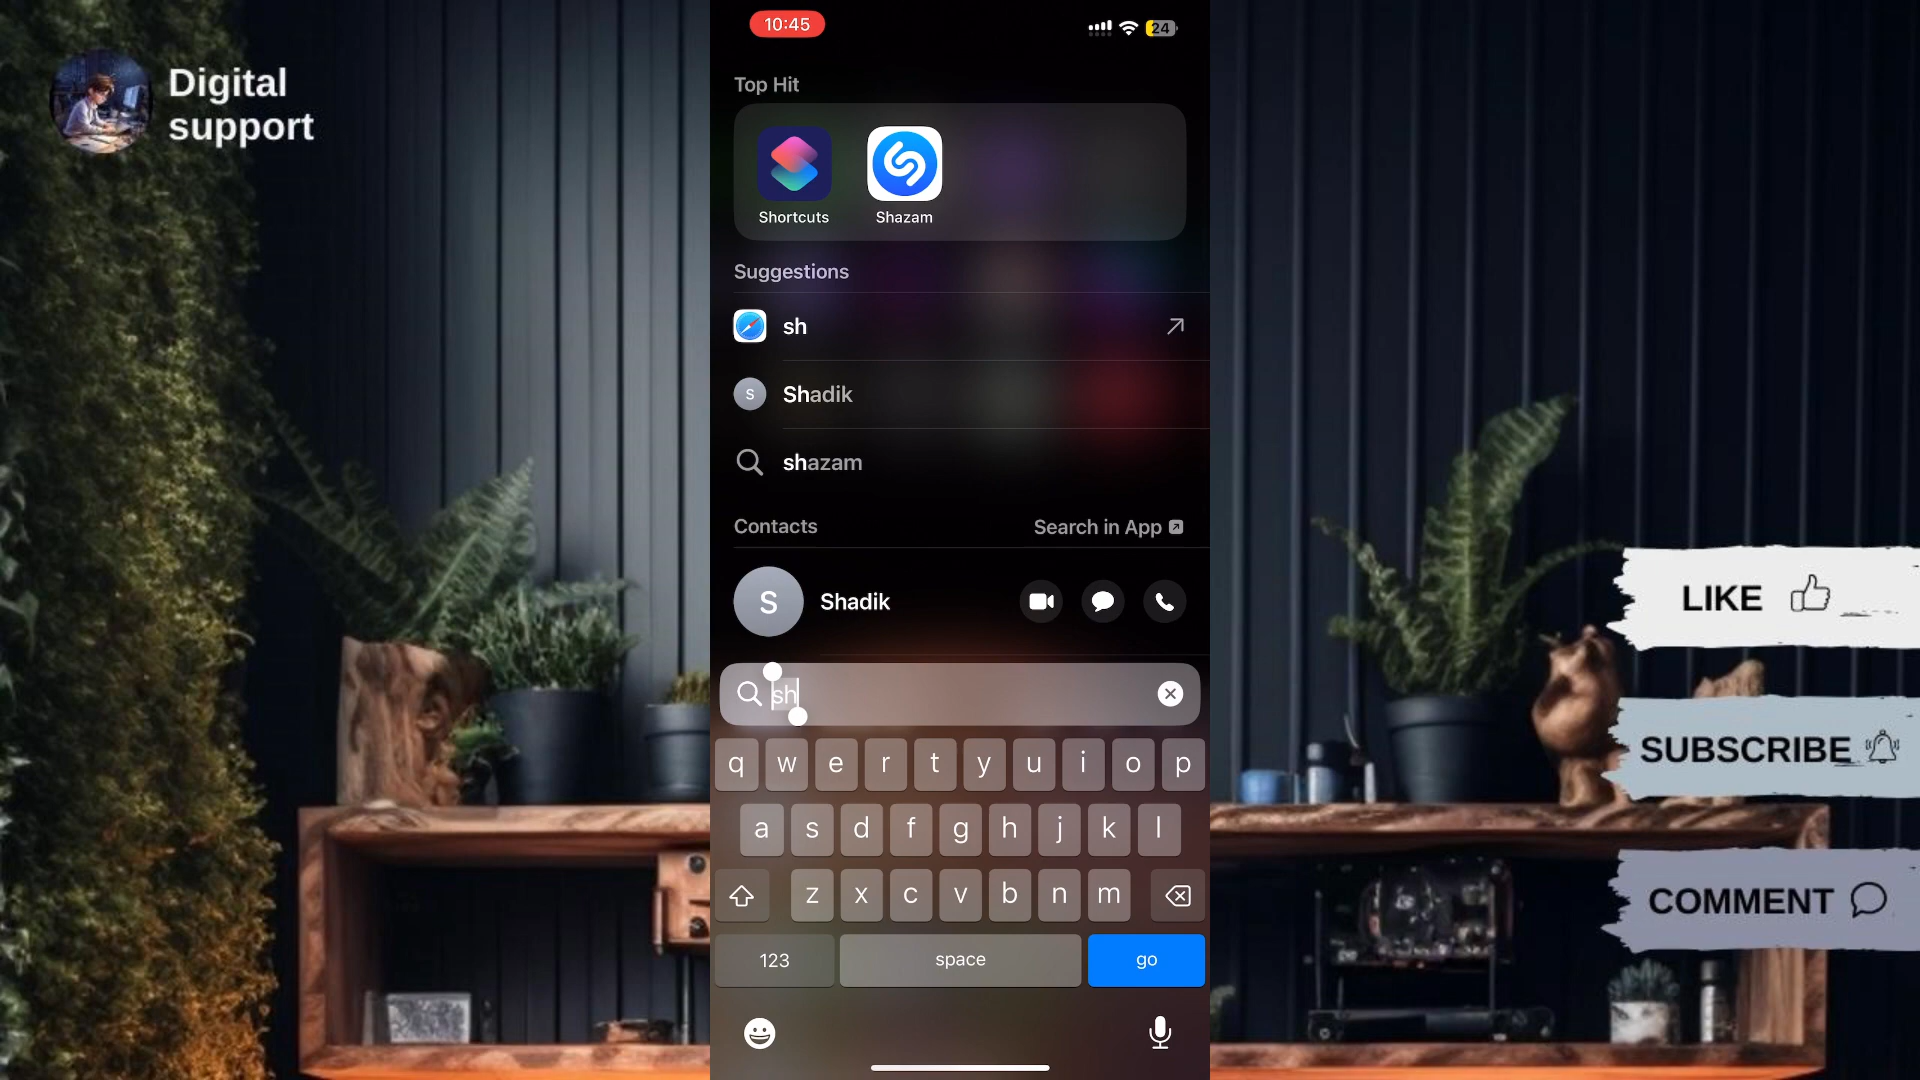 Digital
support
10:45
24
Top Hit
Shortcuts
Shazam
Suggestions
sh
S
Shadik
shazam
Contacts
Search in App
S
Shadik
sh
q w e r t y u i o p
a s d f g h j k l
z x c v b n m
123
space
go
LIKE
SUBSCRIBE
COMMENT